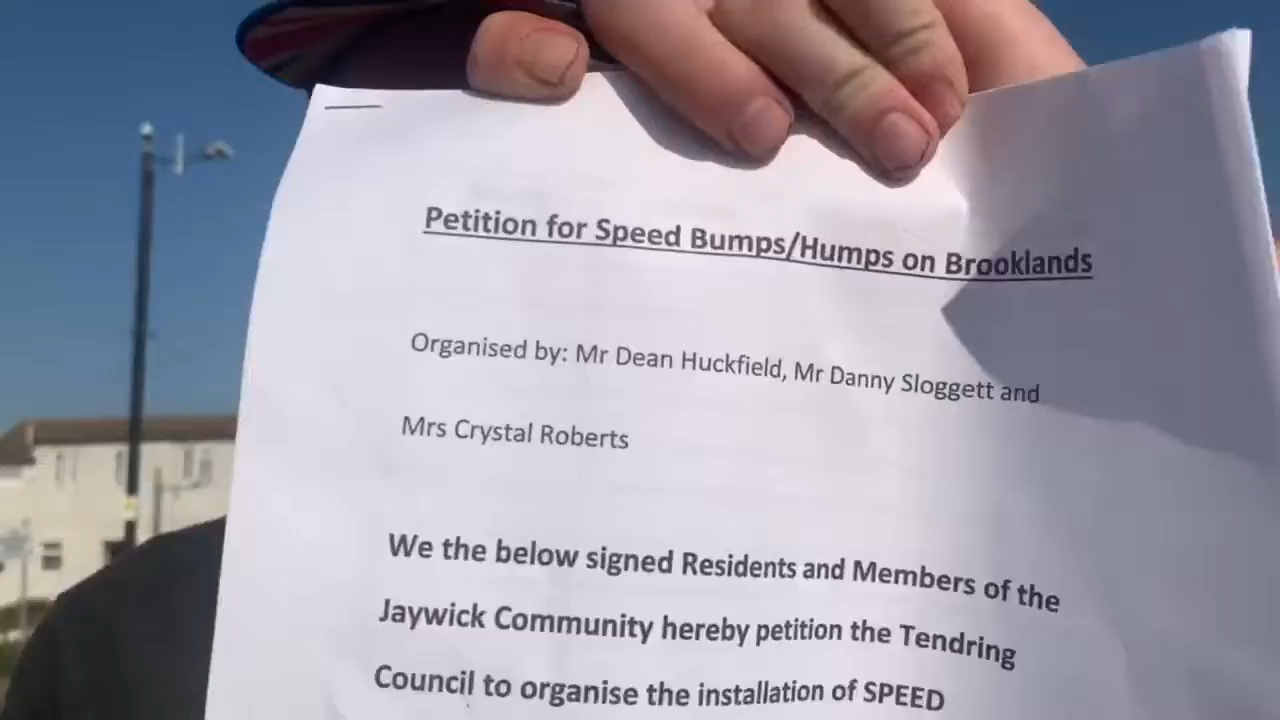 Petition for Speed Bumps/Humps on Brooklands
Organised by: Mr Dean Huckfield, Mr Danny Sloggett and
Mrs Crystal Roberts
We the below signed Residents and Members of the
Jaywick Community hereby petition the Tendring
Council to organise the installation of SPEED